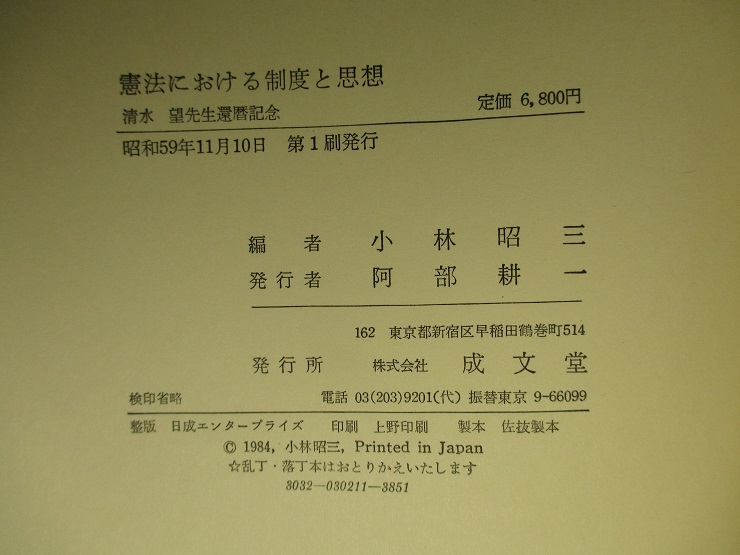 憲法における制度と思想
清水 望先生還暦記念
定価 6,800円
昭和59年11月10日 第1刷発行
編者 小林昭三
発行者 阿部耕一
162 東京都新宿区早稲田鶴巻町514
発行所 株式会社 成文堂
検印省略 電話 03(203)9201(代) 振替東京 9-66099
整版 日成エンタープライズ 印刷 上野印刷 製本 佐抜製本
© 1984, 小林昭三, Printed in Japan
☆乱丁・落丁本はおとりかえいたします
3032―030211―3851